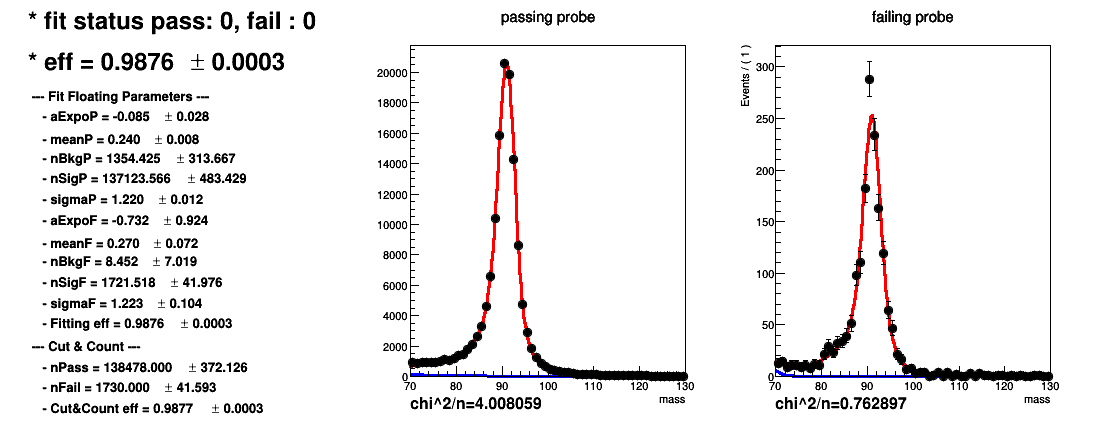 * fit status pass: 0, fail : 0
* eff = 0.9876 ± 0.0003
--- Fit Floating Parameters ---
- aExpoP = -0.085 ± 0.028
- meanP = 0.240 ± 0.008
- nBkgP = 1354.425 ± 313.667
- nSigP = 137123.566 ± 483.429
- sigmaP = 1.220 ± 0.012
- aExpoF = -0.732 ± 0.924
- meanF = 0.270 ± 0.072
- nBkgF = 8.452 ± 7.019
- nSigF = 1721.518 ± 41.976
- sigmaF = 1.223 ± 0.104
- Fitting eff = 0.9876 ± 0.0003
--- Cut & Count ---
- nPass = 138478.000 ± 372.126
- nFail = 1730.000 ± 41.593
- Cut&Count eff = 0.9877 ± 0.0003
passing probe
20000
18000
16000
14000
12000
10000
8000
6000
4000
2000
0
70 80 90 100 110 120 130
mass
chi^2/n=4.008059
failing probe
Events / ( 1 )
300
250
200
150
100
50
0
70 80 90 100 110 120 130
mass
chi^2/n=0.762897